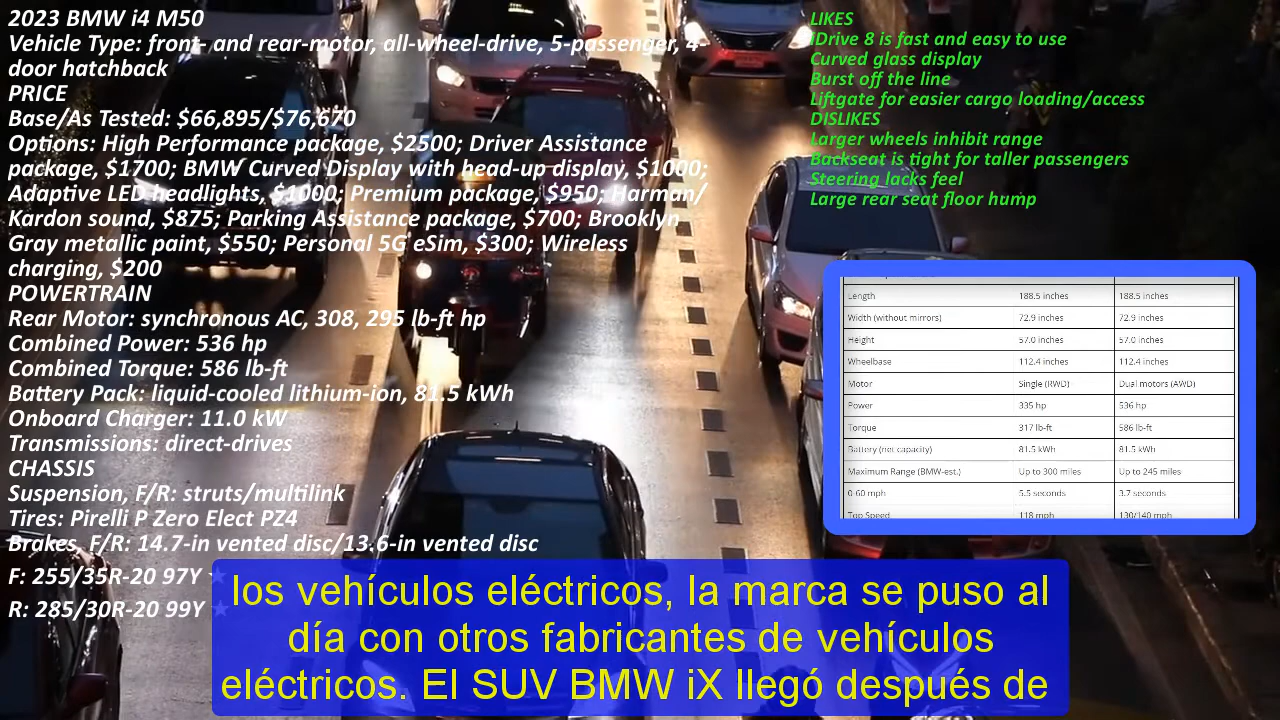 2023 BMW i4 M50
Vehicle Type: front- and rear-motor, all-wheel-drive, 5-passenger, 4-
door hatchback
PRICE
Base/As Tested: $66,895/$76,670
Options: High Performance package, $2500; Driver Assistance
package, $1700; BMW Curved Display with head-up display, $1000;
Adaptive LED headlights, $1000; Premium package, $950; Harman/
Kardon sound, $875; Parking Assistance package, $700; Brooklyn
Gray metallic paint, $550; Personal 5G eSim, $300; Wireless
charging, $200
POWERTRAIN
Rear Motor: synchronous AC, 308, 295 lb-ft hp
Combined Power: 536 hp
Combined Torque: 586 lb-ft
Battery Pack: liquid-cooled lithium-ion, 81.5 kWh
Onboard Charger: 11.0 kW
Transmissions: direct-drives
CHASSIS
Suspension, F/R: struts/multilink
Tires: Pirelli P Zero Elect PZ4
Brakes, F/R: 14.7-in vented disc/13.6-in vented disc
F: 255/35R-20 97Y ★
R: 285/30R-20 99Y ★
LIKES
iDrive 8 is fast and easy to use
Curved glass display
Burst off the line
Liftgate for easier cargo loading/access
DISLIKES
Larger wheels inhibit range
Backseat is tight for taller passengers
Steering lacks feel
Large rear seat floor hump
Length 188.5 inches 188.5 inches
Width (without mirrors) 72.9 inches 72.9 inches
Height 57.0 inches 57.0 inches
Wheelbase 112.4 inches 112.4 inches
Motor Single (RWD) Dual motors (AWD)
Power 335 hp 536 hp
Torque 317 lb-ft 586 lb-ft
Battery (net capacity) 81.5 kWh 81.5 kWh
Maximum Range (BMW-est.) Up to 300 miles Up to 245 miles
0-60 mph 5.5 seconds 3.7 seconds
Top Speed 118 mph 130/140 mph
los vehículos eléctricos, la marca se puso al
día con otros fabricantes de vehículos
eléctricos. El SUV BMW iX llegó después de